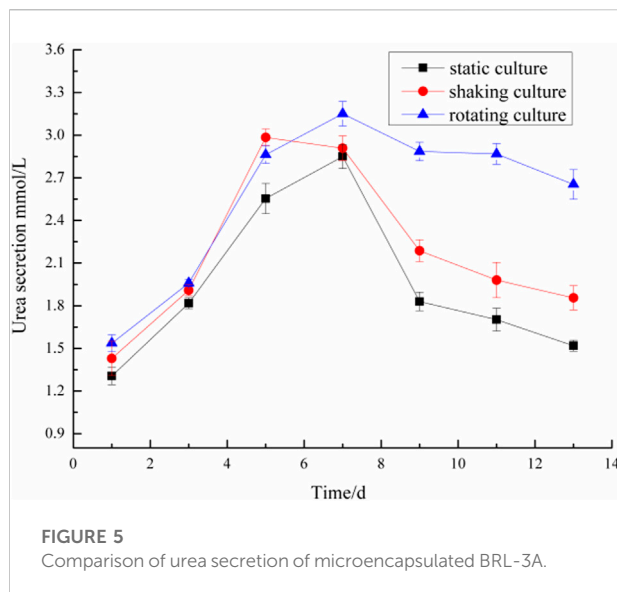 3.6
3.3
3.0
2.7
2.4
2.1
1.8
1.5
1.2
0.9
Urea secretion mmol/L
static culture
shaking culture
rotating culture
0 2 4 6 8 10 12 14
Time/d
FIGURE 5
Comparison of urea secretion of microencapsulated BRL-3A.